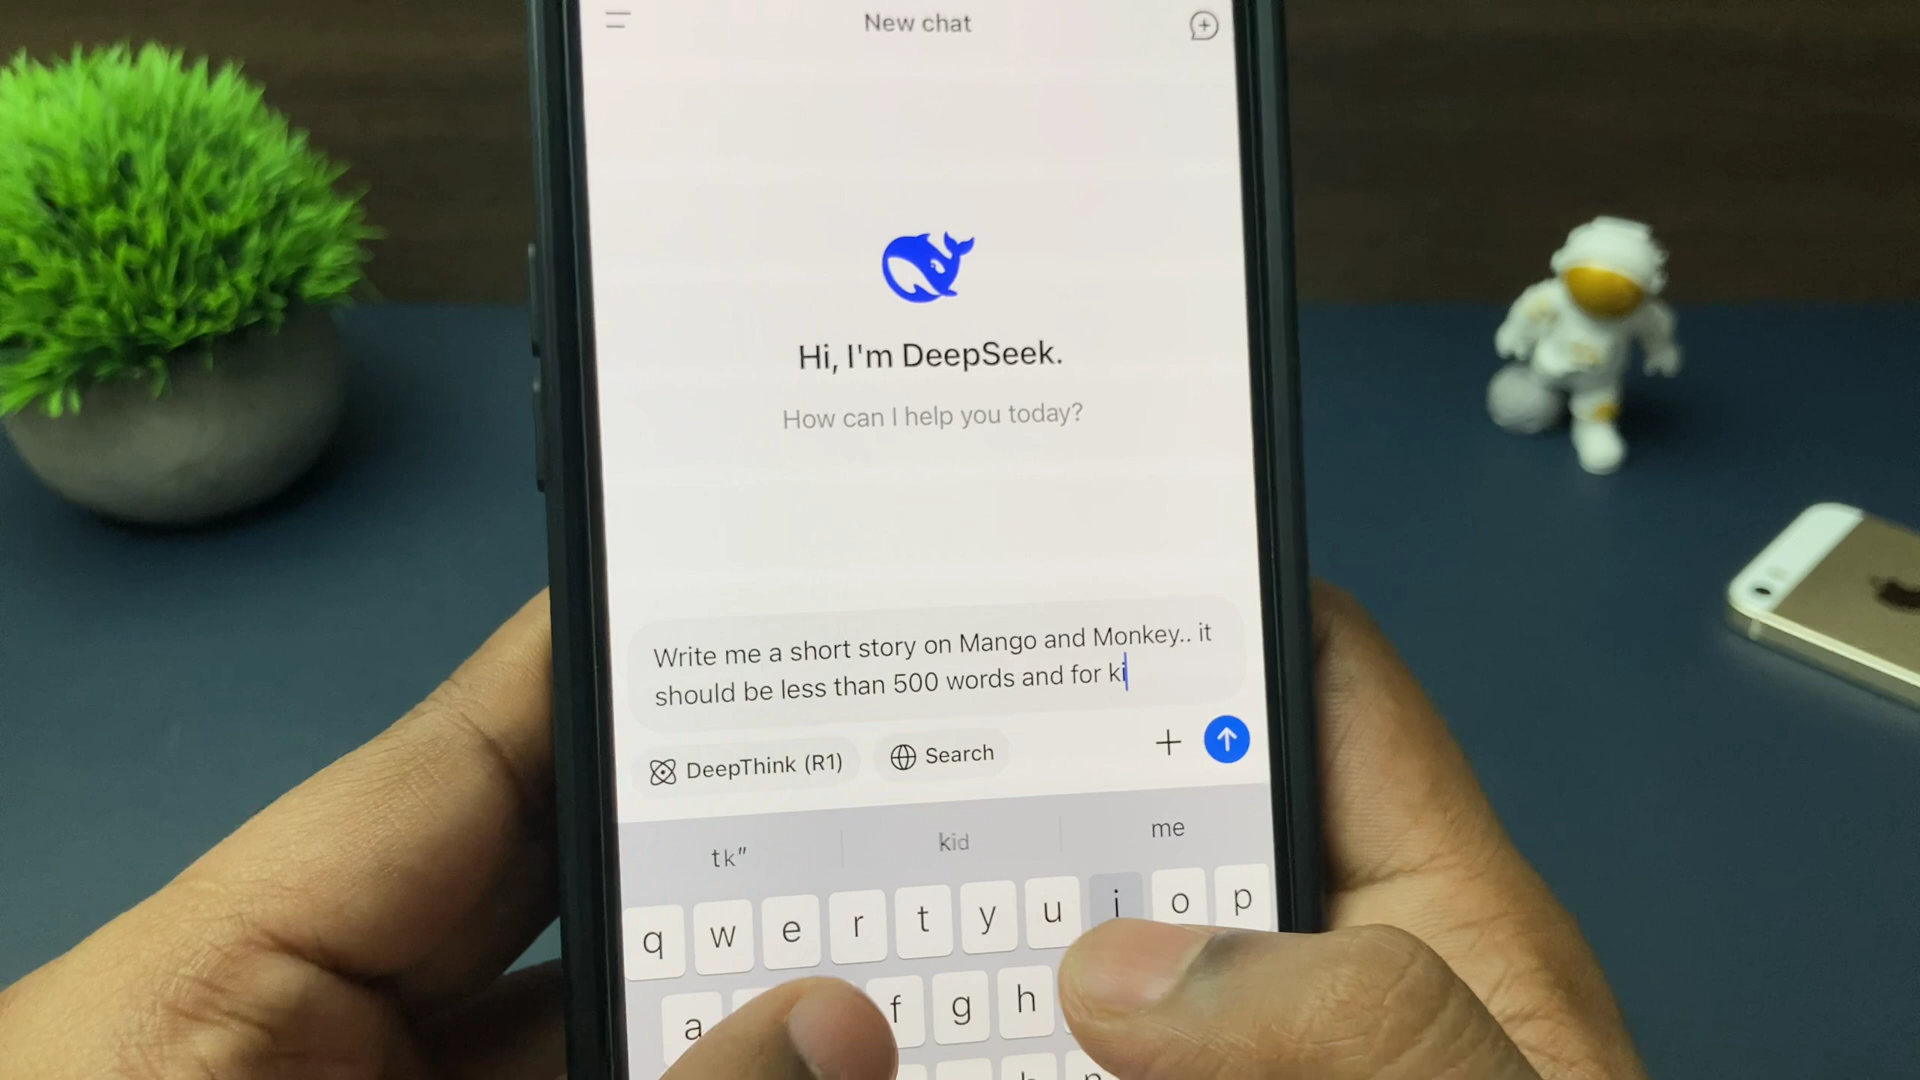 New chat
Hi, I'm DeepSeek.
How can I help you today?
Write me a short story on Mango and Monkey.. it
should be less than 500 words and for ki
DeepThink (R1)
Search
tk"
kid
me
q w e r t y u i o p
a f g h